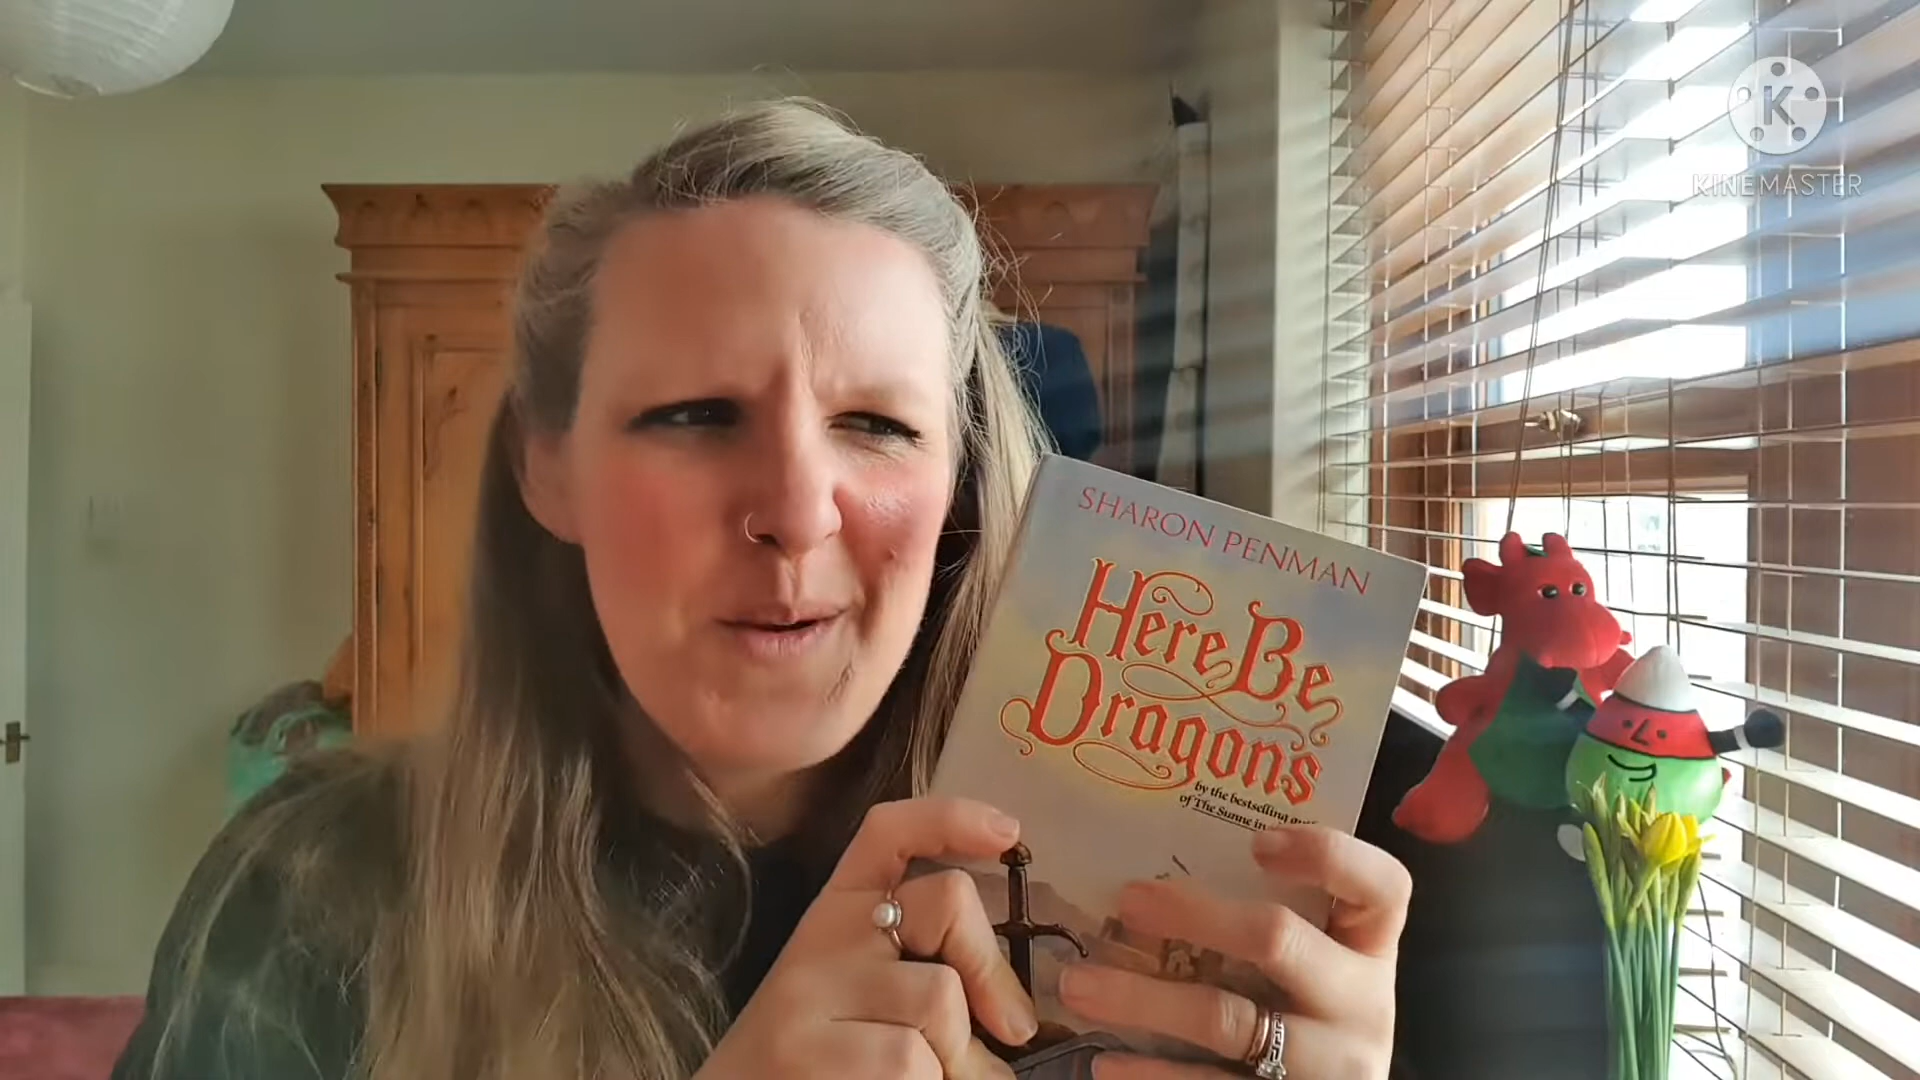 K
KINEMASTER
SHARON PENMAN
Here Be
Dragons
by the bestselling
of The Sunne in